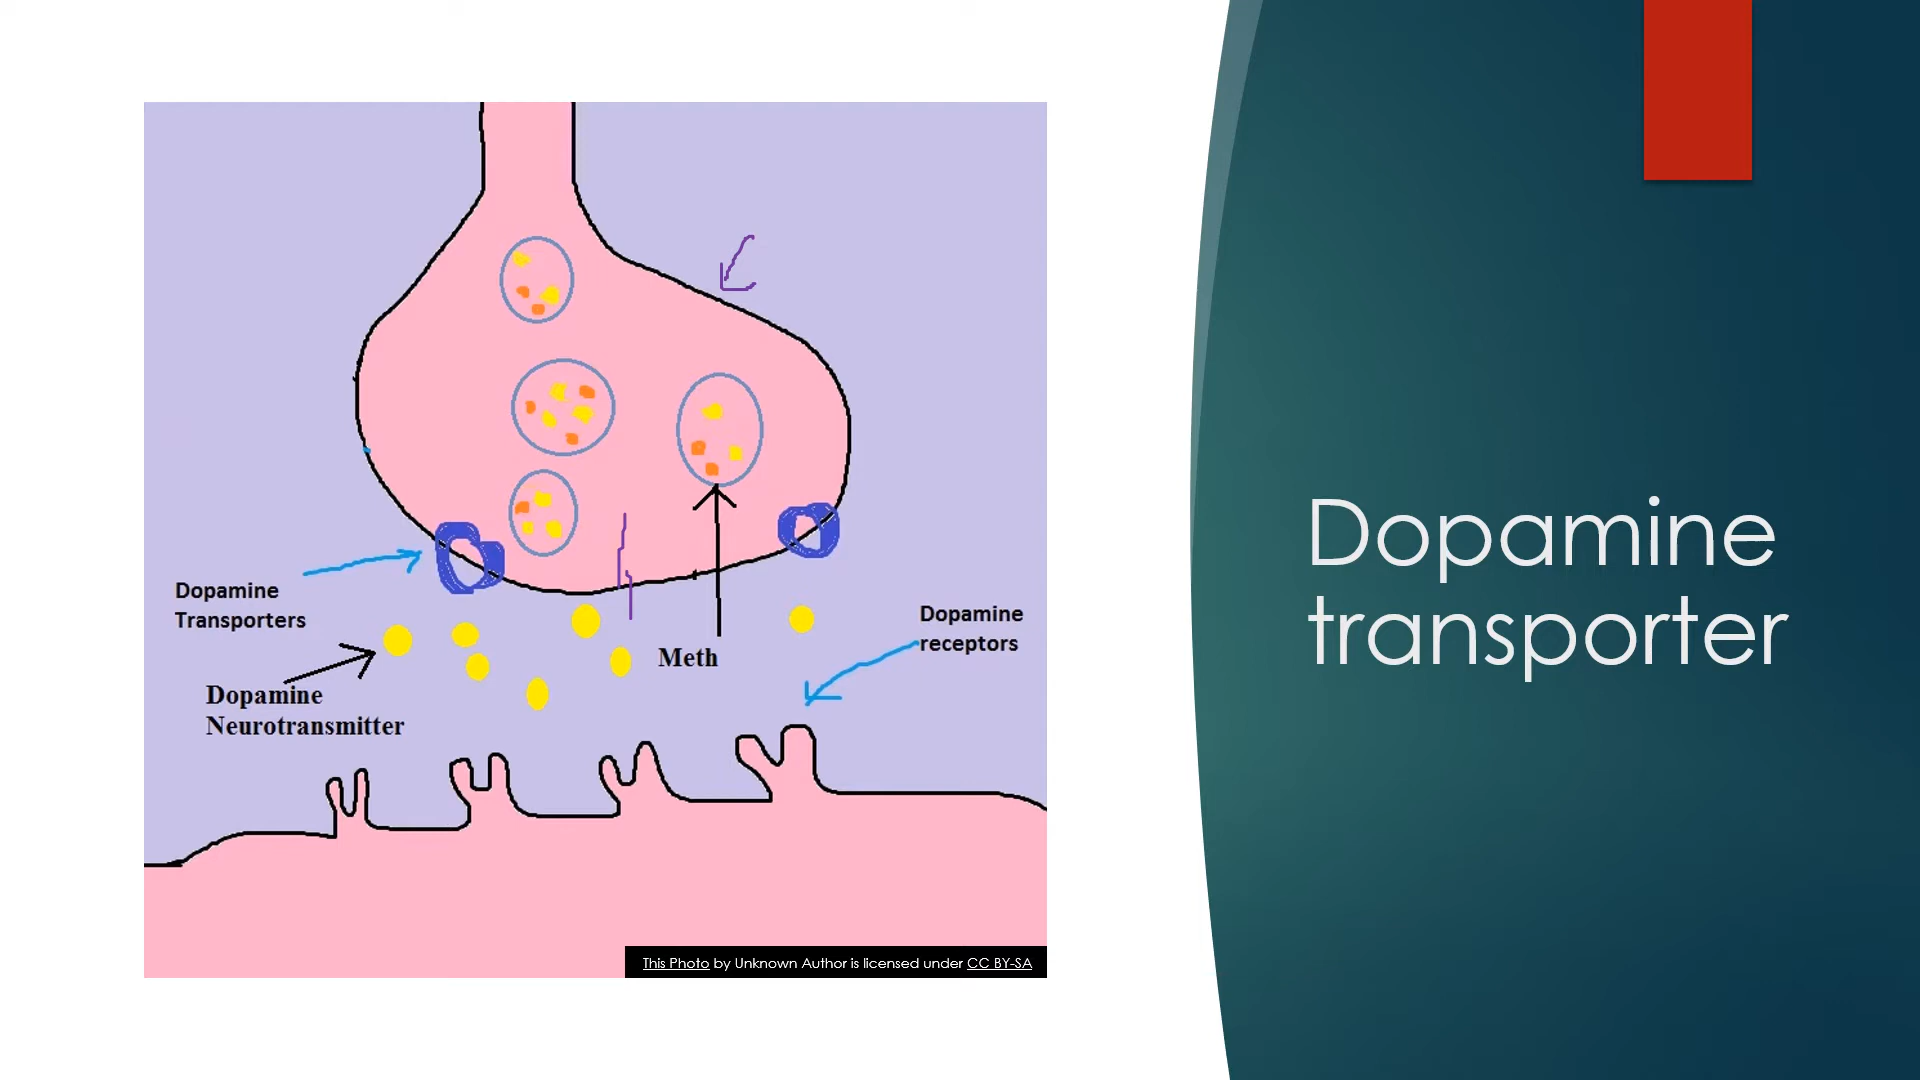 Dopamine
Transporters
Dopamine
Neurotransmitter
Meth
Dopamine
receptors
This Photo by Unknown Author is licensed under CC BY-SA
Dopamine
transporter